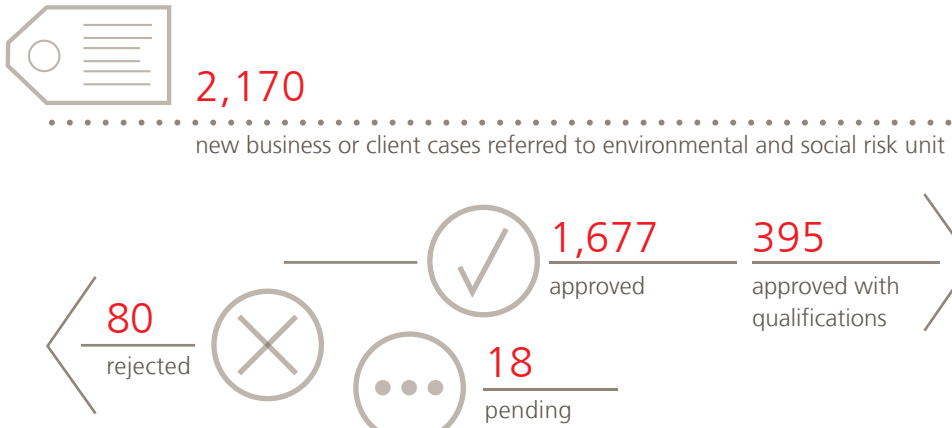 2,170
new business or client cases referred to environmental and social risk unit
1,677
approved
395
approved with
qualifications
80
rejected
18
pending